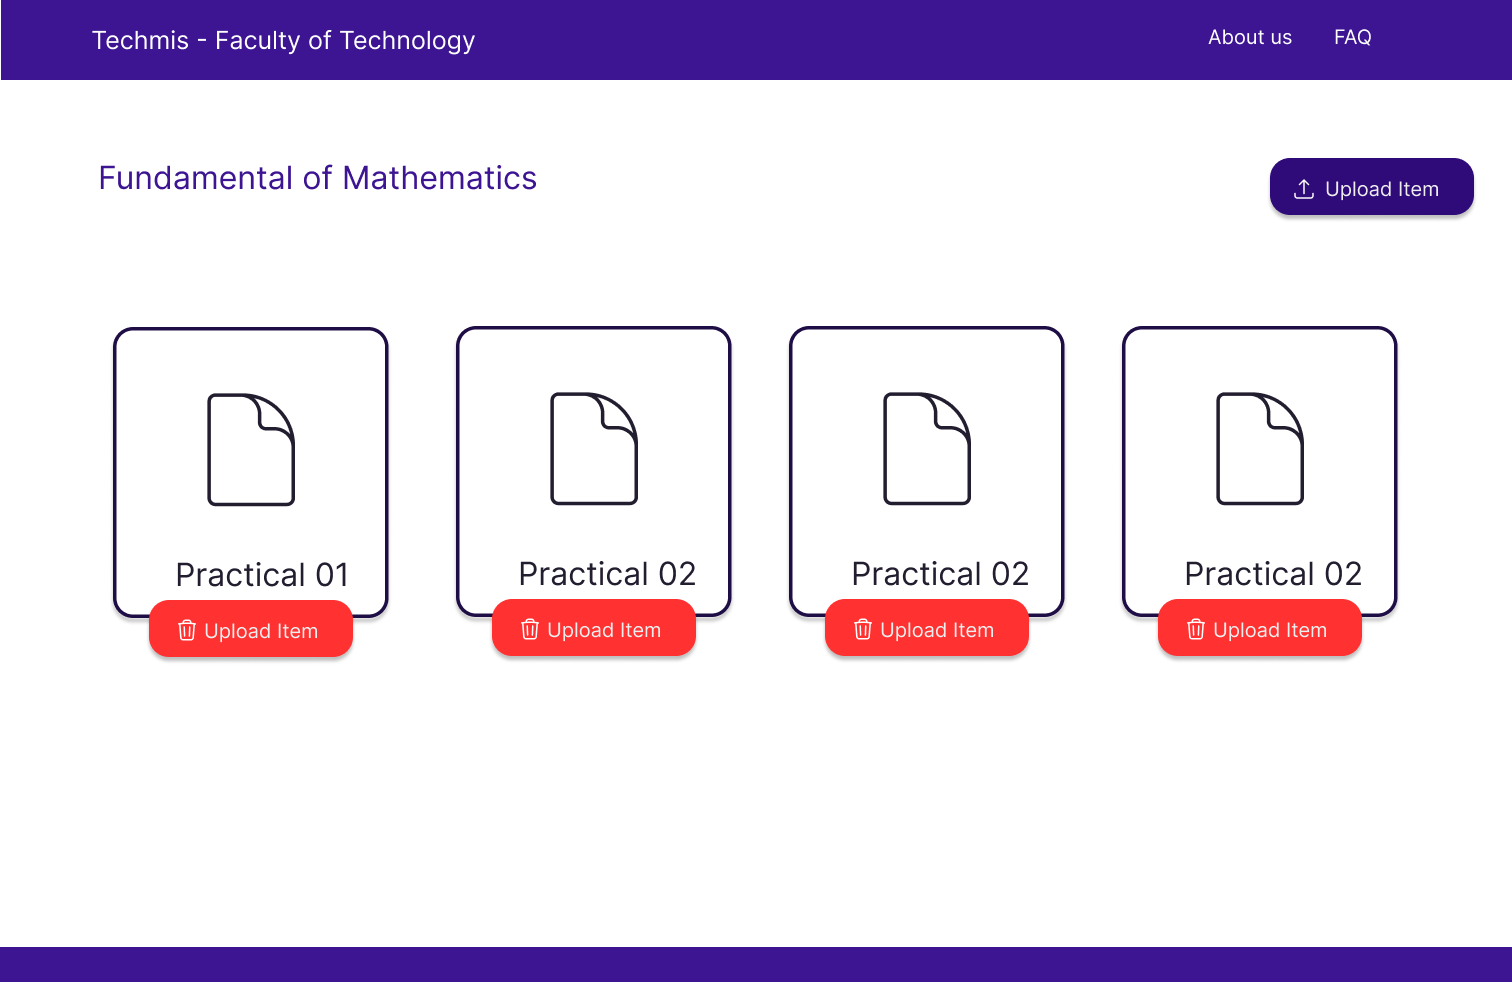 Techmis - Faculty of Technology
About us
FAQ
Fundamental of Mathematics
Upload Item
Practical 01
Practical 02
Practical 02
Practical 02
Upload Item
Upload Item
Upload Item
Upload Item